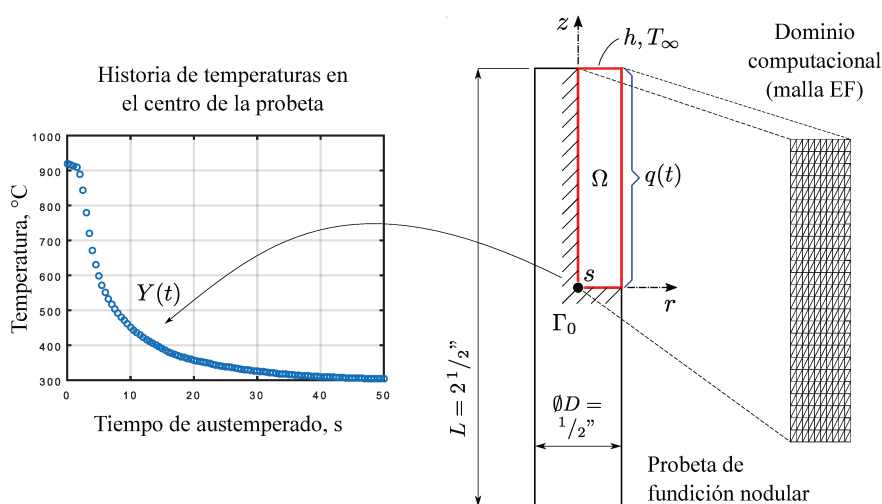 Historia de temperaturas en
el centro de la probeta
Temperatura, °C
1000
900
800
700
600
500
400
300
0
10
20
30
40
50
Y(t)
Tiempo de austemperado, s
z
h, T∞
Ω
q(t)
s
r
Γ₀
L = 2 1/2”
∅D =
1/2”
Probeta de
fundición nodular
Dominio
computacional
(malla EF)